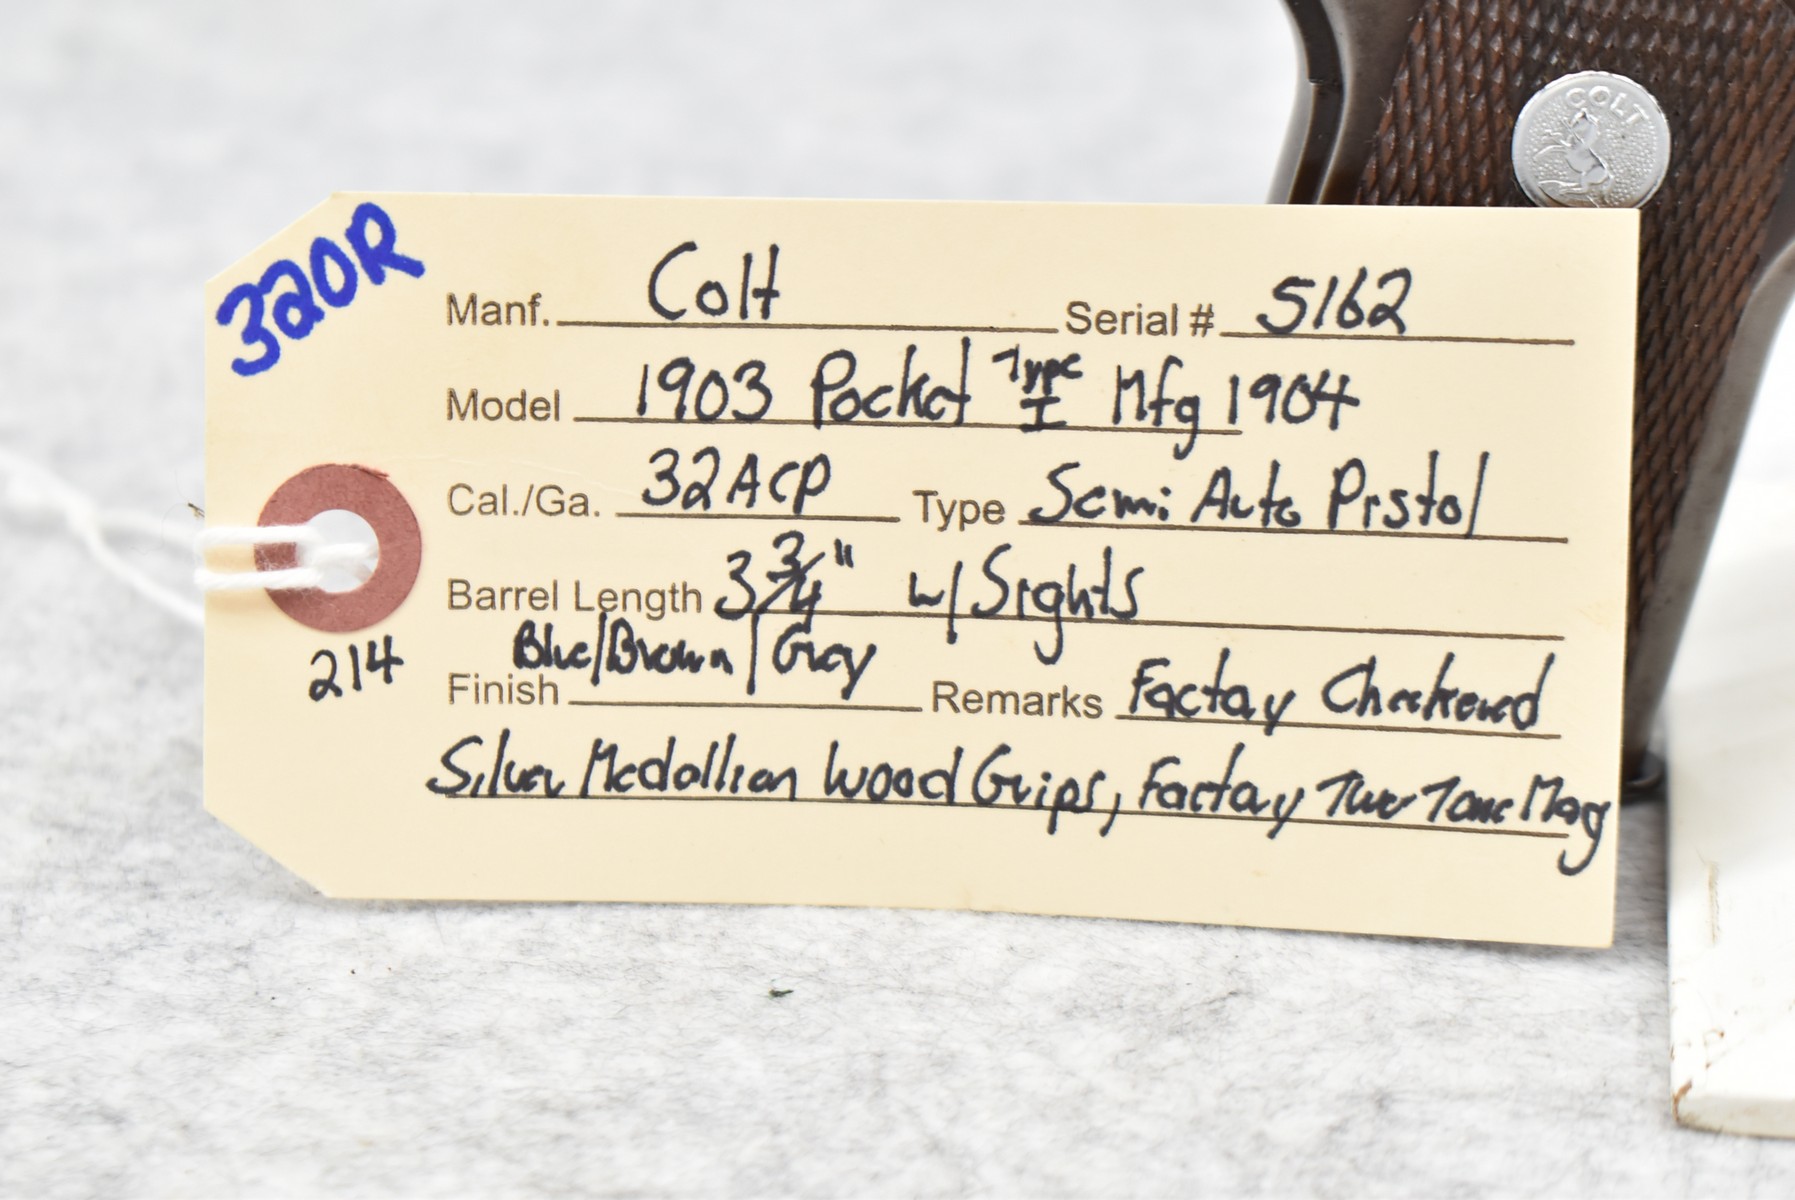 COLT
320R
Manf. Colt Serial # 5162
Model 1903 Pocket Type I Mfg 1904
Cal./Ga. 32ACP Type Semi Auto Pistol
Barrel Length 3 3/4" w/ Sights
Finish Blue/Brown/Grey Remarks Factory Checkered
214
Silver Medallion Wood Grips, Factory Two Tone Mag